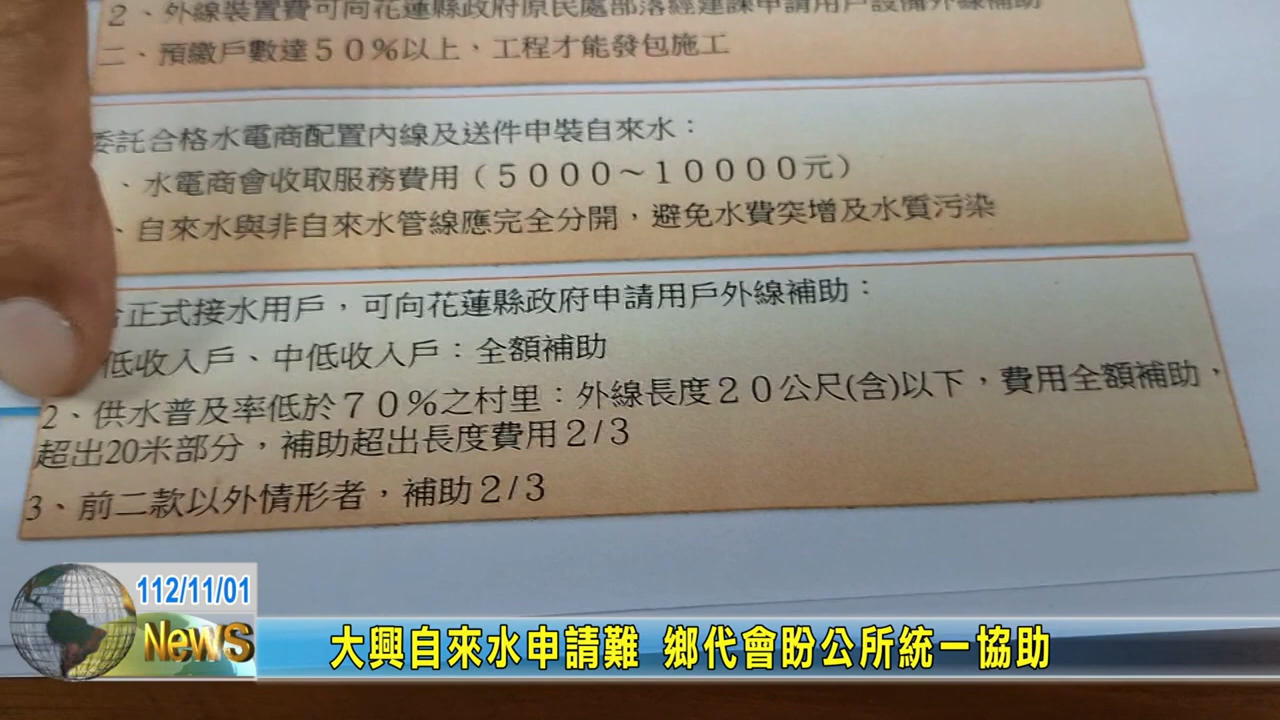 2、外線裝置費可向花蓮縣政府原民處部落經建課申請用戶設備外線補助
二、預繳戶數達５０％以上，工程才能發包施工
委託合格水電商配置內線及送件申裝自來水：
、水電商會收取服務費用（５０００～１００００元）
、自來水與非自來水管線應完全分開，避免水費突增及水質污染
正式接水用戶，可向花蓮縣政府申請用戶外線補助：
低收入戶、中低收入戶：全額補助
2、供水普及率低於７０％之村里：外線長度２０公尺(含)以下，費用全額補助，
超出20米部分，補助超出長度費用２/３
3、前二款以外情形者，補助２/３
112/11/01
News
大興自來水申請難 鄉代會盼公所統一協助